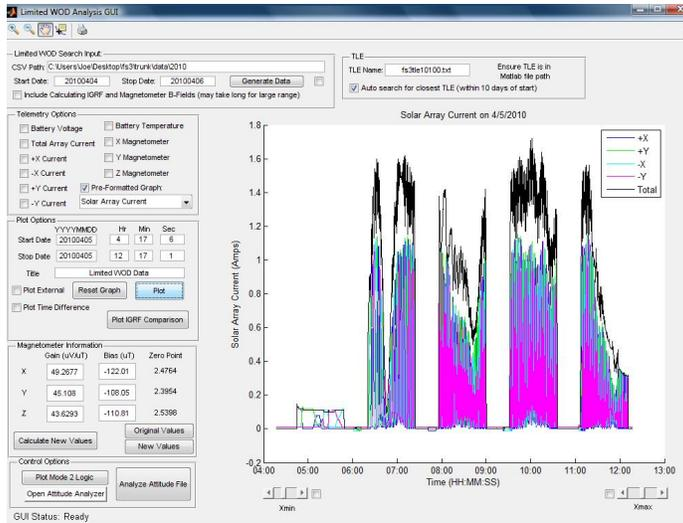 Limited WOD Analysis GUI
Limited WOD Search Input:
CSV Path: C:\Users\Joe\Desktop\fs3\trunk\data\2010
Start Date: 20100404 Stop Date: 20100406 Generate Data
Include Calculating IGRF and Magnetometer B-Fields (may take long for large range)
TLE
TLE Name: fs3tle10100.txt Ensure TLE is in
Matlab file path
Auto search for closest TLE (within 10 days of start)
Telemetry Options
Battery Voltage Battery Temperature
Total Array Current X Magnetometer
+X Current Y Magnetometer
-X Current Z Magnetometer
+Y Current Pre-Formatted Graph:
-Y Current Solar Array Current
Plot Options
YYYYMMDD Hr Min Sec
Start Date 20100405 4 17 6
Stop Date 20100405 12 17 1
Title Limited WOD Data
Plot External Reset Graph Plot
Plot Time Difference
Plot IGRF Comparison
Magnetometer Information
Gain (uV/uT) Bias (uT) Zero Point
X 49.2677 -122.01 2.4764
Y 45.108 -108.05 2.3954
Z 43.6293 -110.81 2.5398
Calculate New Values Original Values
New Values
Control Options
Plot Mode 2 Logic
Open Attitude Analyzer
Analyze Attitude File
GUI Status: Ready
Solar Array Current on 4/5/2010
Solar Array Current (Amps)
1.8
1.6
1.4
1.2
1
0.8
0.6
0.4
0.2
0
-0.2
+X
+Y
-X
-Y
Total
04:00 05:00 06:00 07:00 08:00 09:00 10:00 11:00 12:00 13:00
Time (HH:MM:SS)
Xmin Xmax